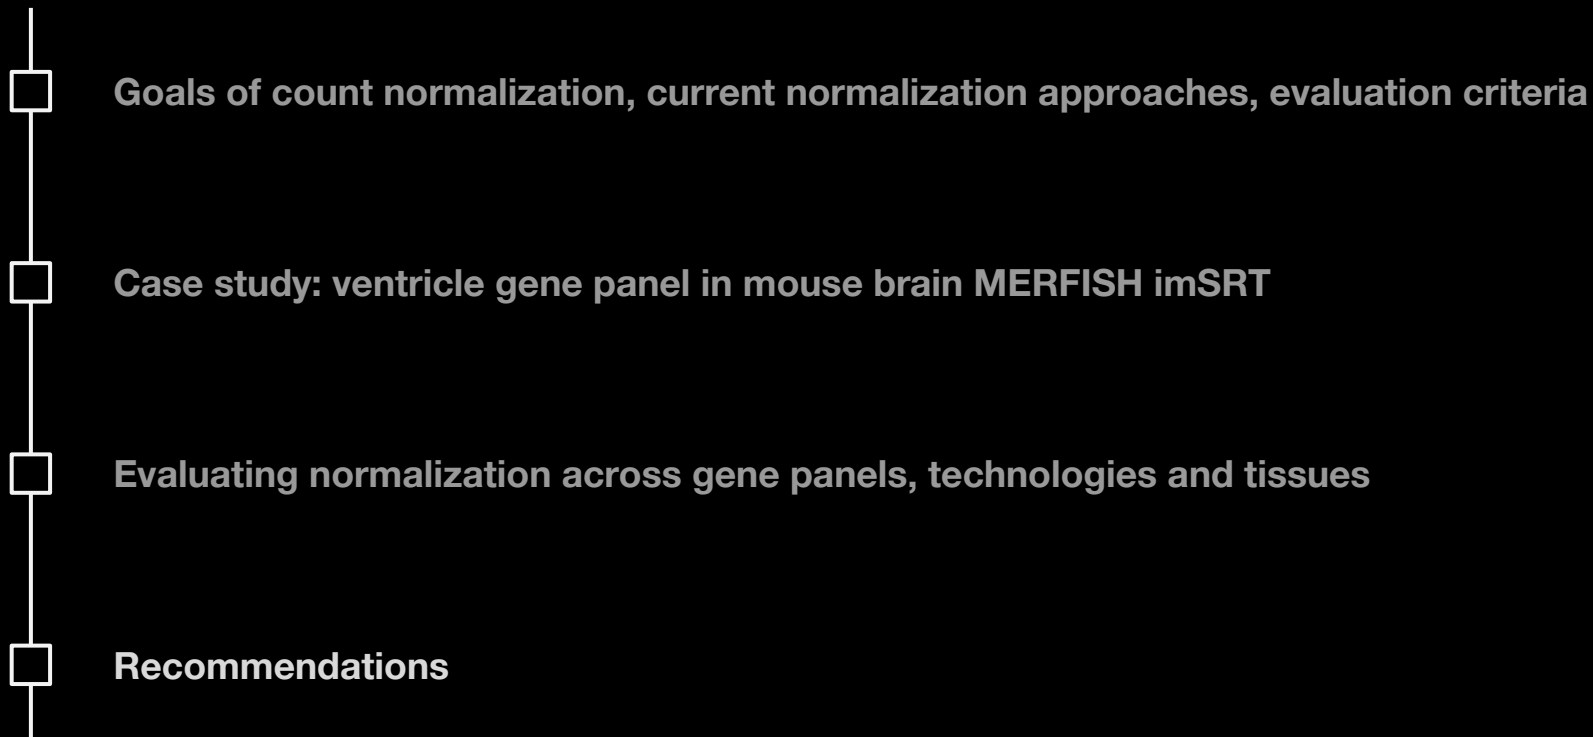 Goals of count normalization, current normalization approaches, evaluation criteria
Case study: ventricle gene panel in mouse brain MERFISH imSRT
Evaluating normalization across gene panels, technologies and tissues
Recommendations